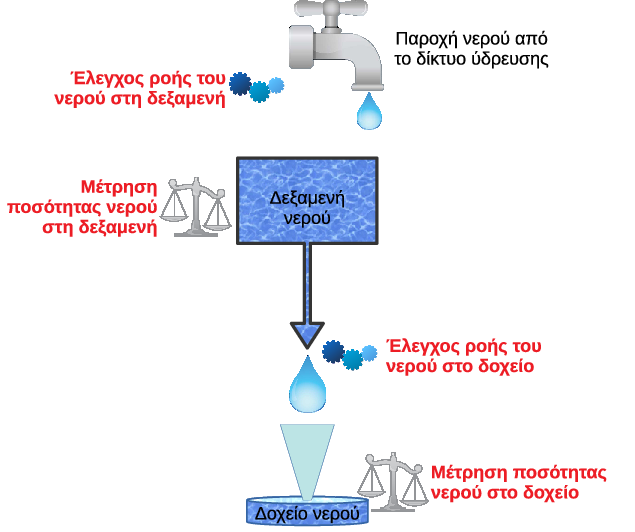 Παροχή νερού από
το δίκτυο ύδρευσης
Έλεγχος ροής του
νερού στη δεξαμενή
Μέτρηση
ποσότητας νερού
στη δεξαμενή
Δεξαμενή
νερού
Έλεγχος ροής του
νερού στο δοχείο
Μέτρηση ποσότητας
νερού στο δοχείο
Δοχείο νερού